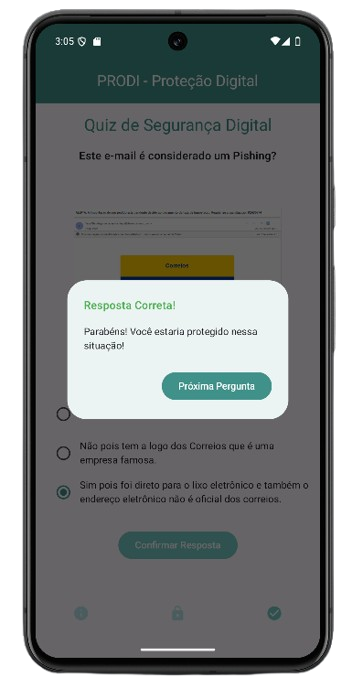 3:05
PRODI - Proteção Digital
Quiz de Segurança Digital
Este e-mail é considerado um Pishing?
Correios
Resposta Correta!
Parabéns! Você estaria protegido nessa
situação!
Próxima Pergunta
Não pois tem a logo dos Correios que é uma
empresa famosa.
Sim pois foi direto para o lixo eletrônico e também o
endereço eletrônico não é oficial dos correios.
Confirmar Resposta